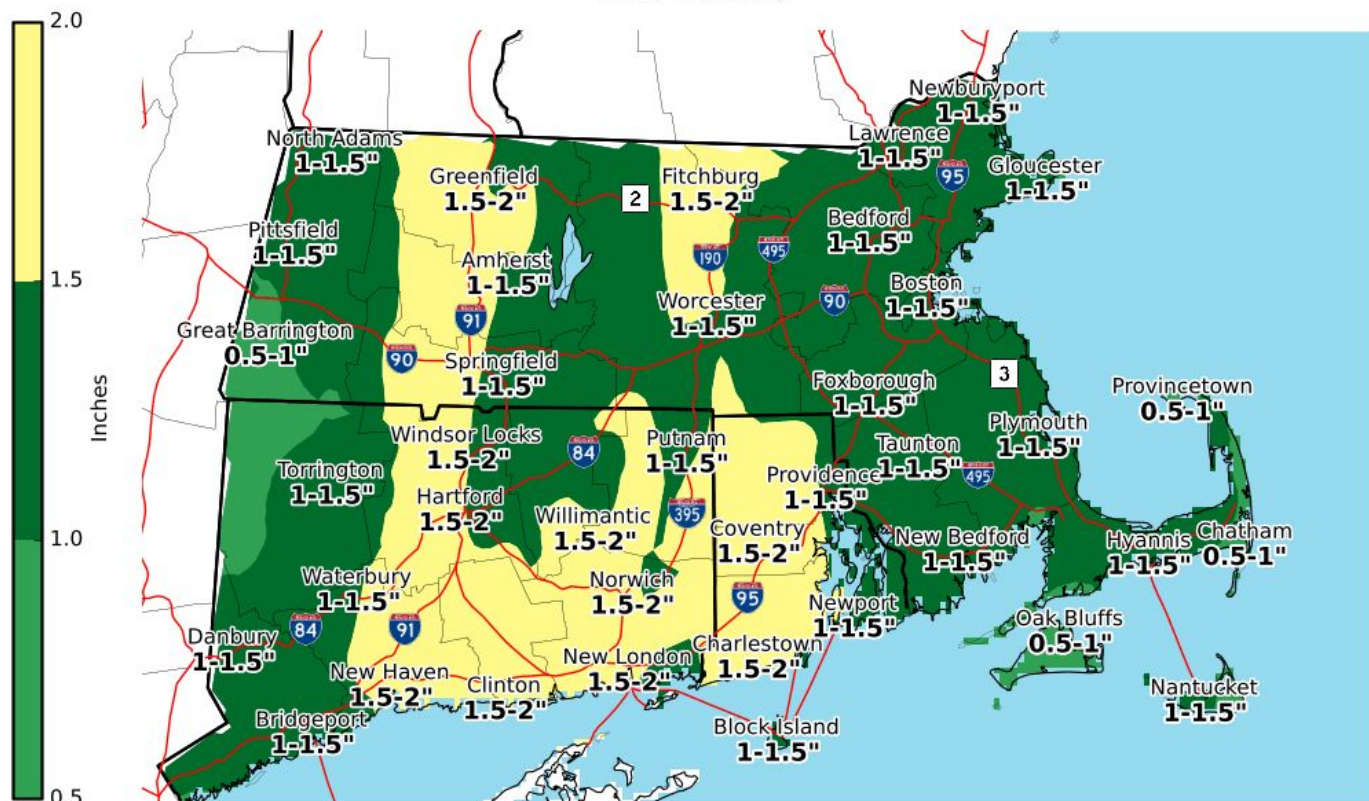 2.0
1.5
1.0
0.5
Inches
Newburyport
1-1.5"
North Adams
1-1.5"
Lawrence
1-1.5"
Greenfield
1.5-2"
Fitchburg
1.5-2"
Gloucester
1-1.5"
95
2
Pittsfield
1-1.5"
Bedford
1-1.5"
190
495
Amherst
1-1.5"
Worcester
1-1.5"
Boston
1-1.5"
90
91
Great Barrington
0.5-1"
90
Springfield
1-1.5"
3
Foxborough
1-1.5"
Provincetown
0.5-1"
Windsor Locks
1.5-2"
84
Putnam
1-1.5"
Taunton
1-1.5"
Plymouth
1-1.5"
495
Torrington
1-1.5"
Providence
1-1.5"
Hartford
1.5-2"
Willimantic
1.5-2"
395
Coventry
1.5-2"
New Bedford
1-1.5"
Hyannis
1-1.5"
Chatham
0.5-1"
Waterbury
1-1.5"
Norwich
1.5-2"
95
Newport
1-1.5"
Oak Bluffs
0.5-1"
84
91
Danbury
1-1.5"
Charlestown
1.5-2"
New Haven
1.5-2"
Clinton
1.5-2"
New London
1.5-2"
Nantucket
1-1.5"
Bridgeport
1-1.5"
Block Island
1-1.5"